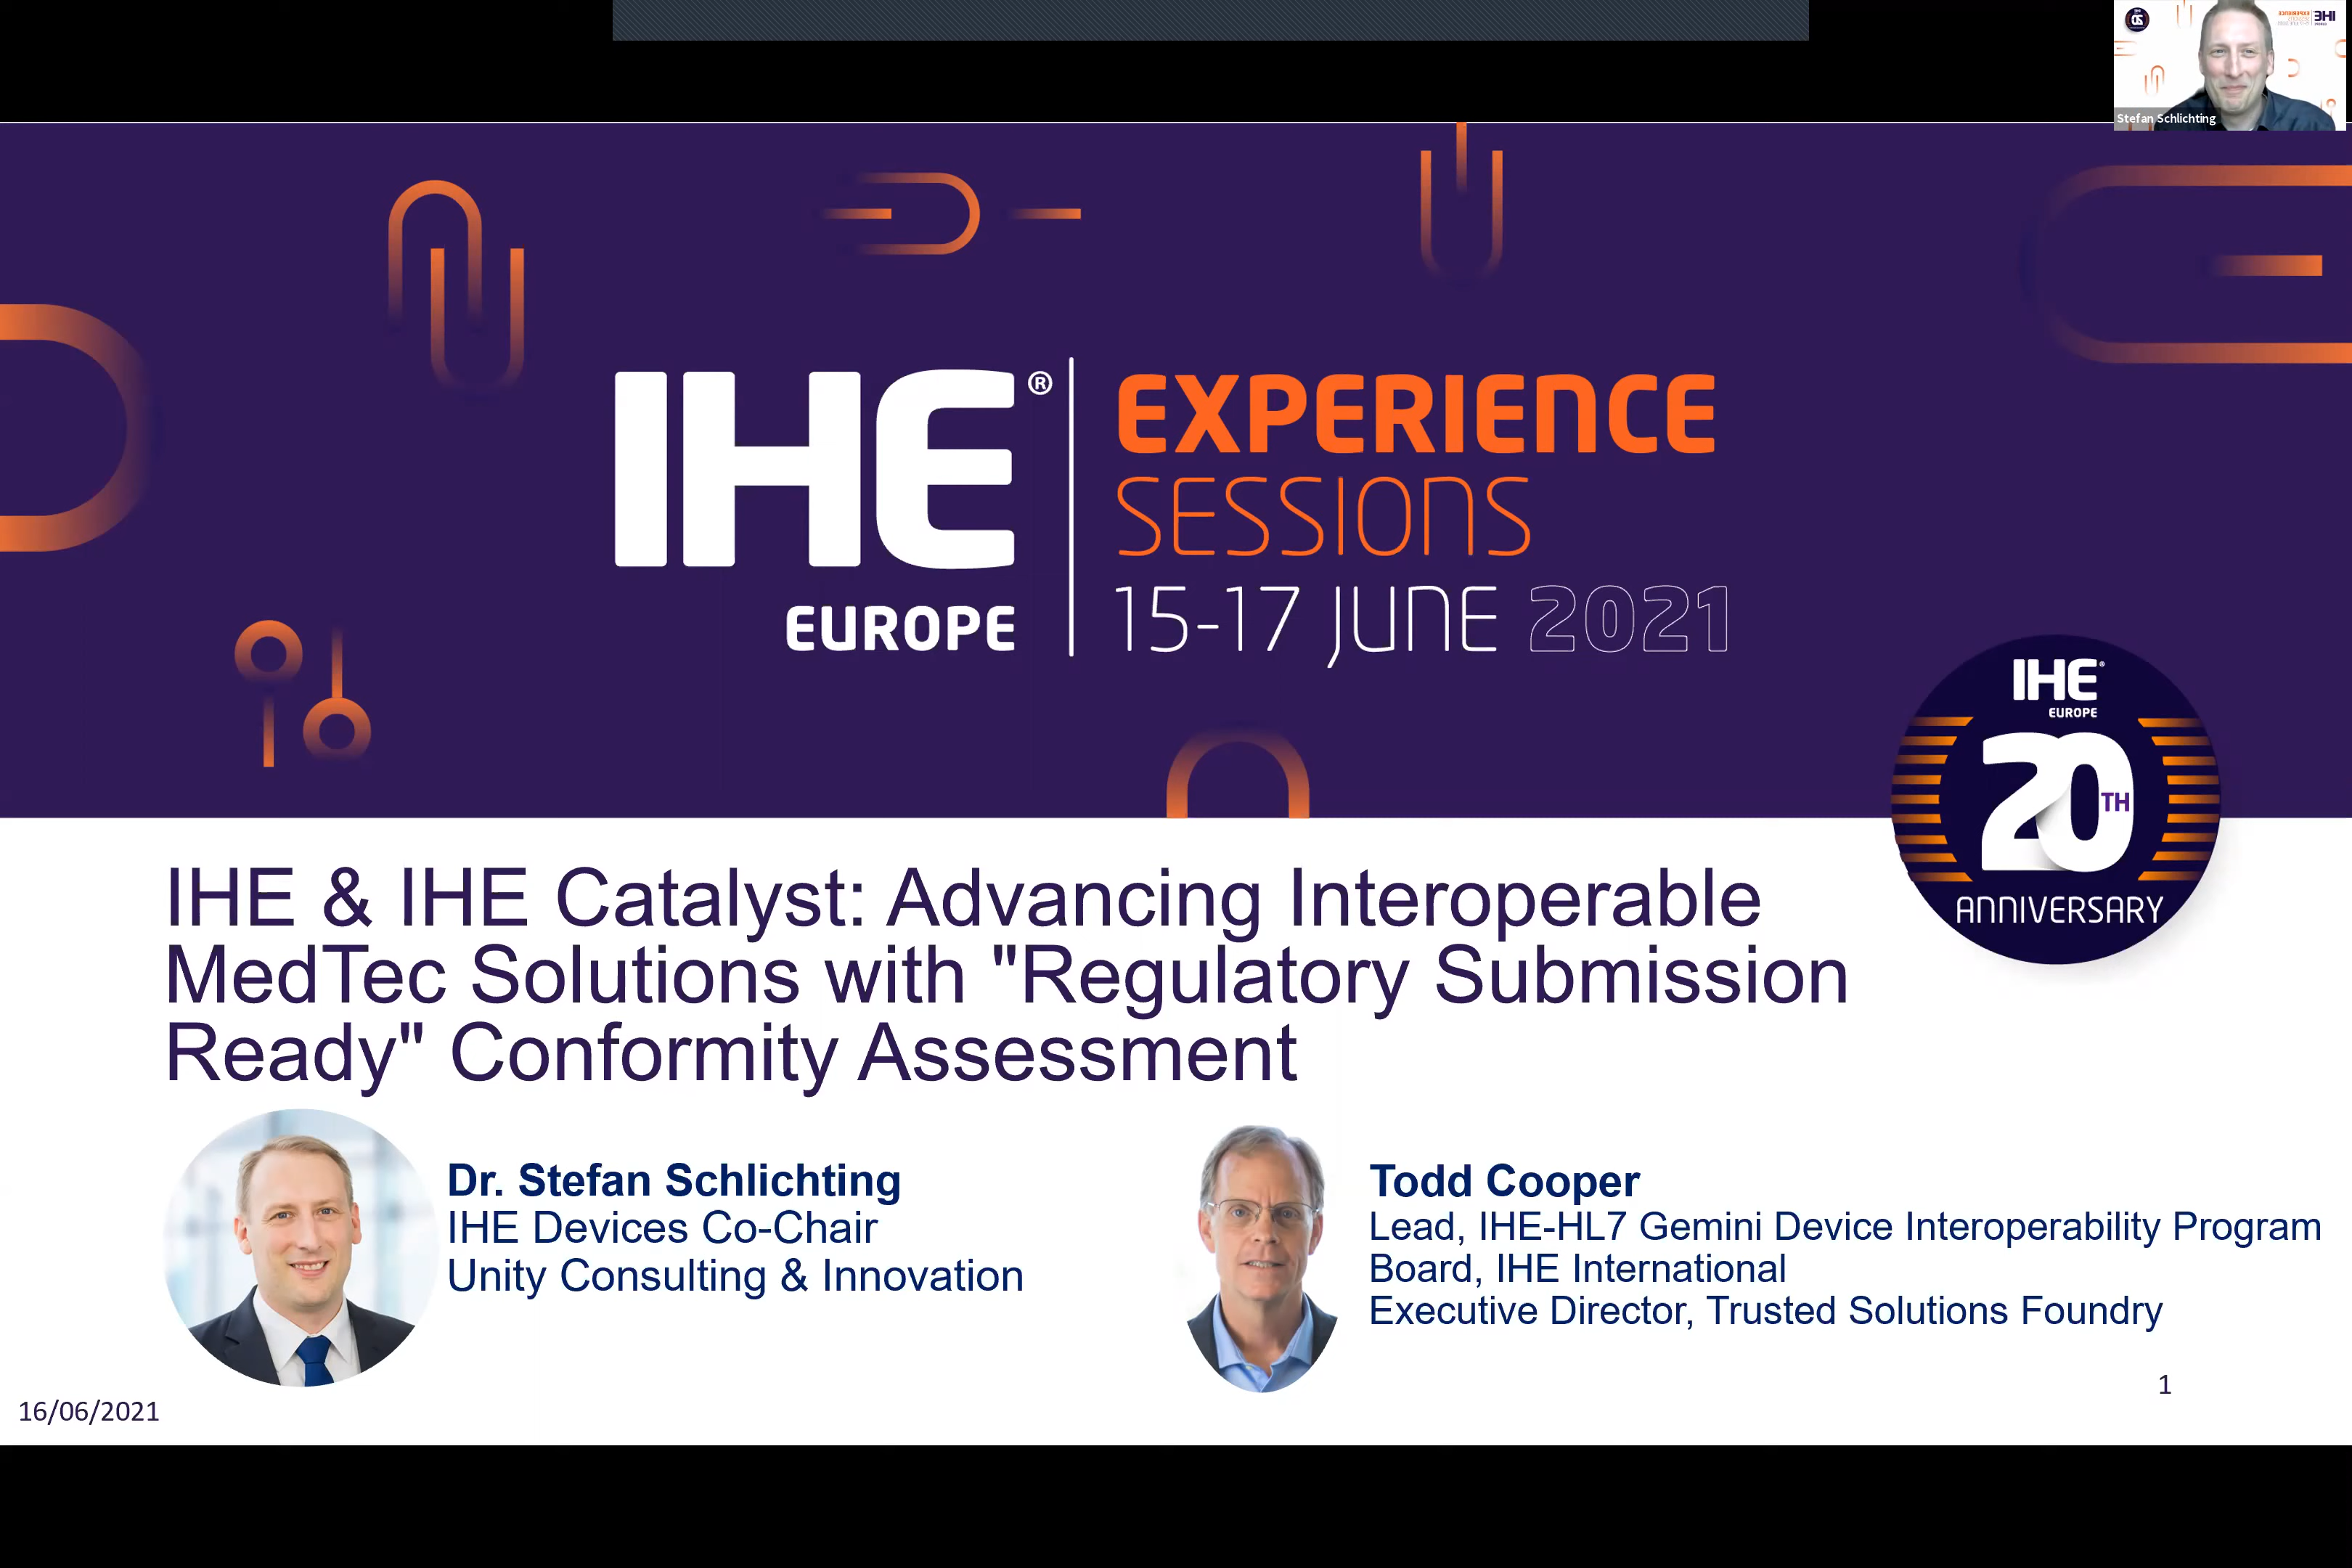 Stefan Schlichting
IHE®
EUROPE
EXPERIENCE
SESSIONS
15-17 JUNE 2021
IHE®
EUROPE
20TH
ANNIVERSARY
IHE & IHE Catalyst: Advancing Interoperable
MedTec Solutions with "Regulatory Submission
Ready" Conformity Assessment
Dr. Stefan Schlichting
IHE Devices Co-Chair
Unity Consulting & Innovation
Todd Cooper
Lead, IHE-HL7 Gemini Device Interoperability Program
Board, IHE International
Executive Director, Trusted Solutions Foundry
16/06/2021
1